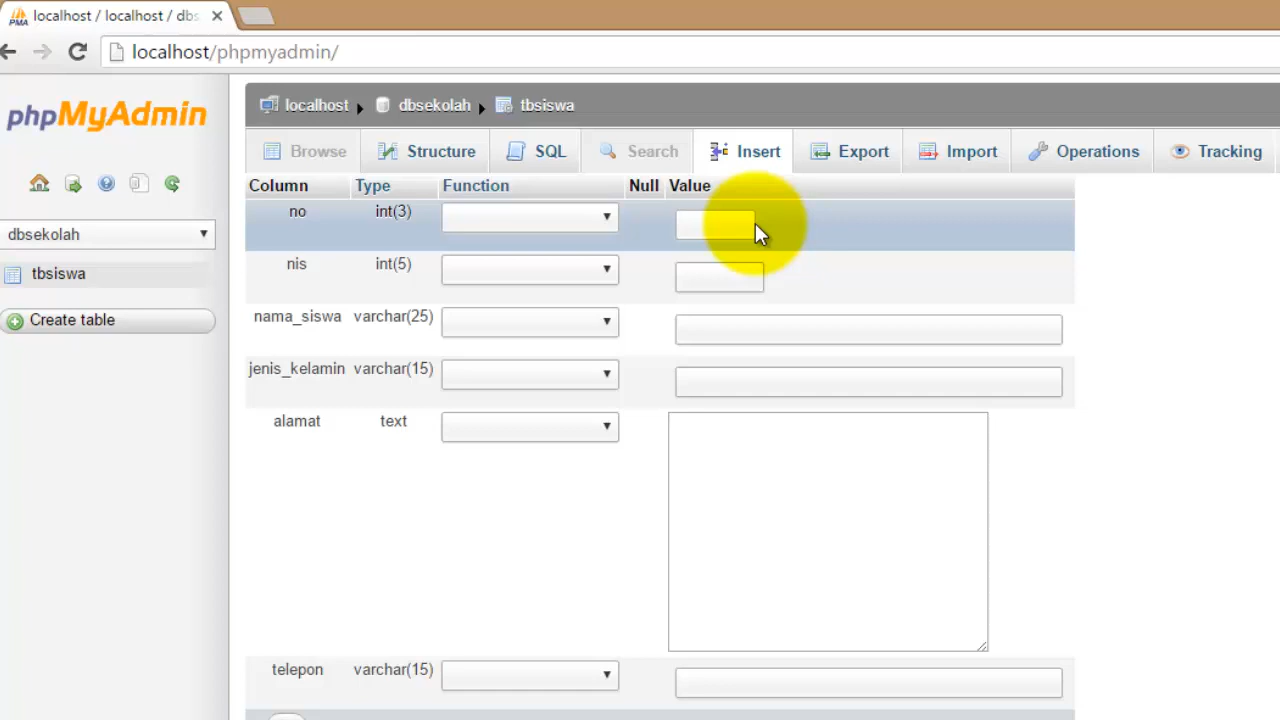 PMA localhost / localhost / dbs
localhost/phpmyadmin/
phpMyAdmin
localhost dbsekolah tbsiswa
Browse Structure SQL Search Insert Export Import Operations Tracking
dbsekolah
tbsiswa
Create table
Column Type Function Null Value
no int(3)
nis int(5)
nama_siswa varchar(25)
jenis_kelamin varchar(15)
alamat text
telepon varchar(15)